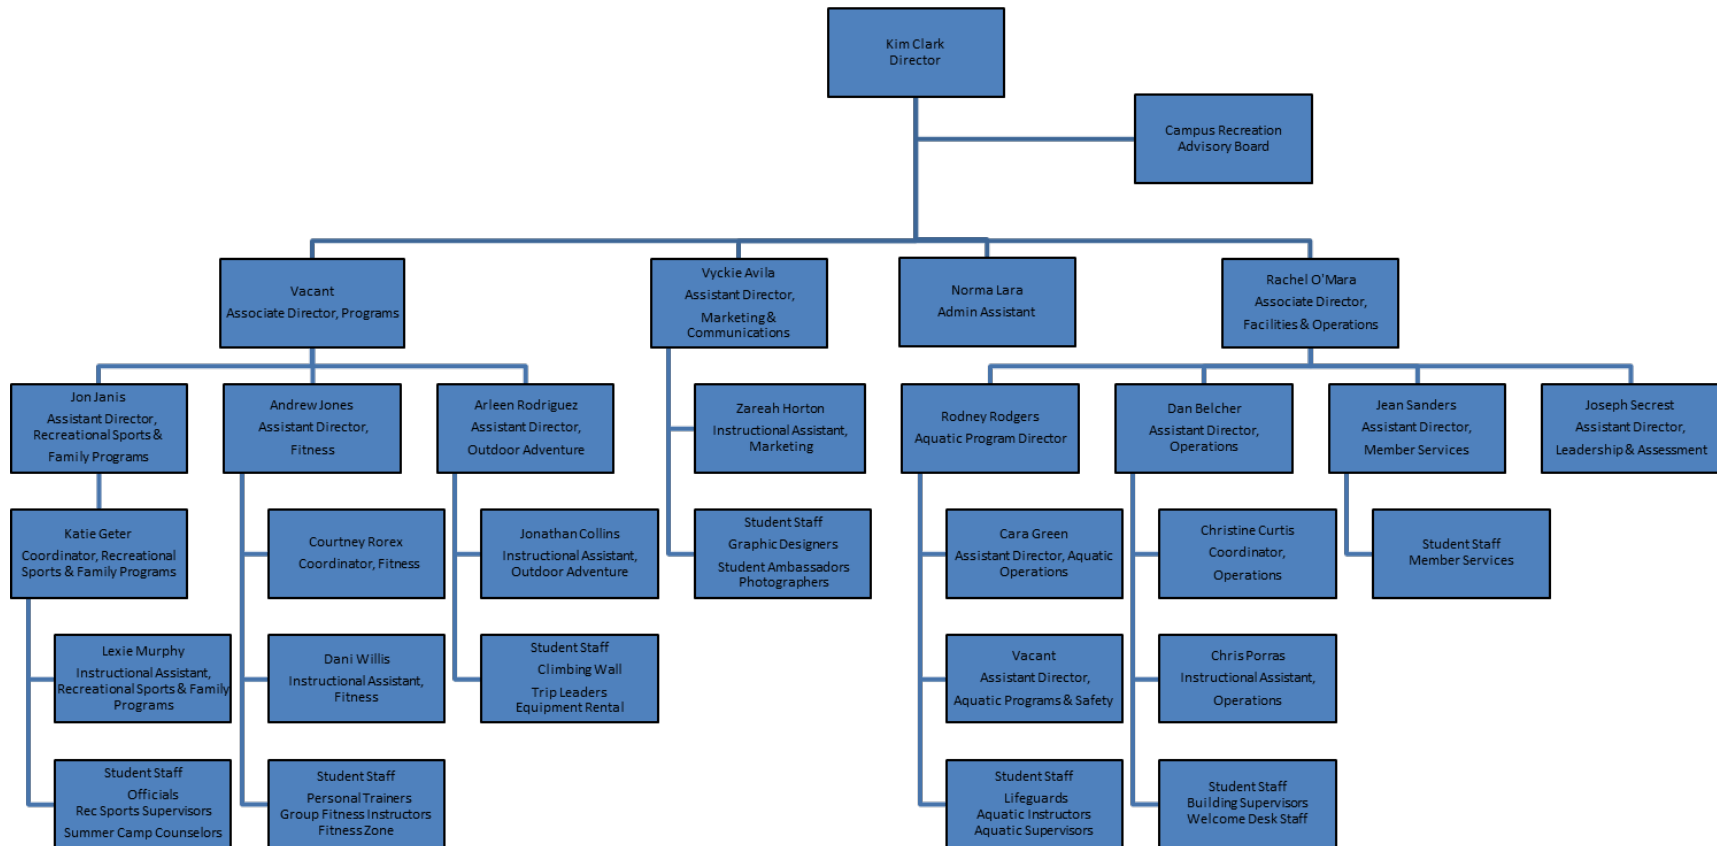 Kim Clark
Director
Campus Recreation
Advisory Board
Vacant
Associate Director, Programs
Vyckie Avila
Assistant Director,
Marketing &
Communications
Norma Lara
Admin Assistant
Rachel O'Mara
Associate Director,
Facilities & Operations
Jon Janis
Assistant Director,
Recreational Sports &
Family Programs
Andrew Jones
Assistant Director,
Fitness
Arleen Rodriguez
Assistant Director,
Outdoor Adventure
Zareah Horton
Instructional Assistant,
Marketing
Rodney Rodgers
Aquatic Program Director
Dan Belcher
Assistant Director,
Operations
Jean Sanders
Assistant Director,
Member Services
Joseph Secrest
Assistant Director,
Leadership & Assessment
Katie Geter
Coordinator, Recreational
Sports & Family Programs
Courtney Rorex
Coordinator, Fitness
Jonathan Collins
Instructional Assistant,
Outdoor Adventure
Student Staff
Graphic Designers
Student Ambassadors
Photographers
Cara Green
Assistant Director, Aquatic
Operations
Christine Curtis
Coordinator,
Operations
Student Staff
Member Services
Lexie Murphy
Instructional Assistant,
Recreational Sports & Family
Programs
Dani Willis
Instructional Assistant,
Fitness
Student Staff
Climbing Wall
Trip Leaders
Equipment Rental
Vacant
Assistant Director,
Aquatic Programs & Safety
Chris Porras
Instructional Assistant,
Operations
Student Staff
Officials
Rec Sports Supervisors
Summer Camp Counselors
Student Staff
Personal Trainers
Group Fitness Instructors
Fitness Zone
Student Staff
Lifeguards
Aquatic Instructors
Aquatic Supervisors
Student Staff
Building Supervisors
Welcome Desk Staff